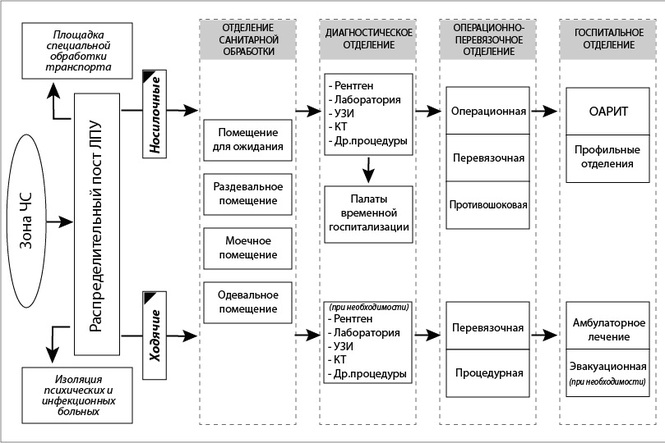 Площадка
специальной
обработки
транспорта
Зона ЧС
Распределительный пост ЛПУ
Изоляция
психических и
инфекционных
больных
Носилочные
Ходячие
ОТДЕЛЕНИЕ
САНИТАРНОЙ
ОБРАБОТКИ
Помещение
для ожидания
Раздевальное
помещение
Моечное
помещение
Одевальное
помещение
ДИАГНОСТИЧЕСКОЕ
ОТДЕЛЕНИЕ
- Рентген
- Лаборатория
- УЗИ
- КТ
- Др.процедуры
Палаты
временной
госпитализации
(при необходимости)
- Рентген
- Лаборатория
- УЗИ
- КТ
- Др.процедуры
ОПЕРАЦИОННО-
ПЕРЕВЯЗОЧНОЕ
ОТДЕЛЕНИЕ
Операционная
Перевязочная
Противошоковая
Перевязочная
Процедурная
ГОСПИТАЛЬНОЕ
ОТДЕЛЕНИЕ
ОАРИТ
Профильные
отделения
Амбулаторное
лечение
Эвакуационная
(при необходимости)